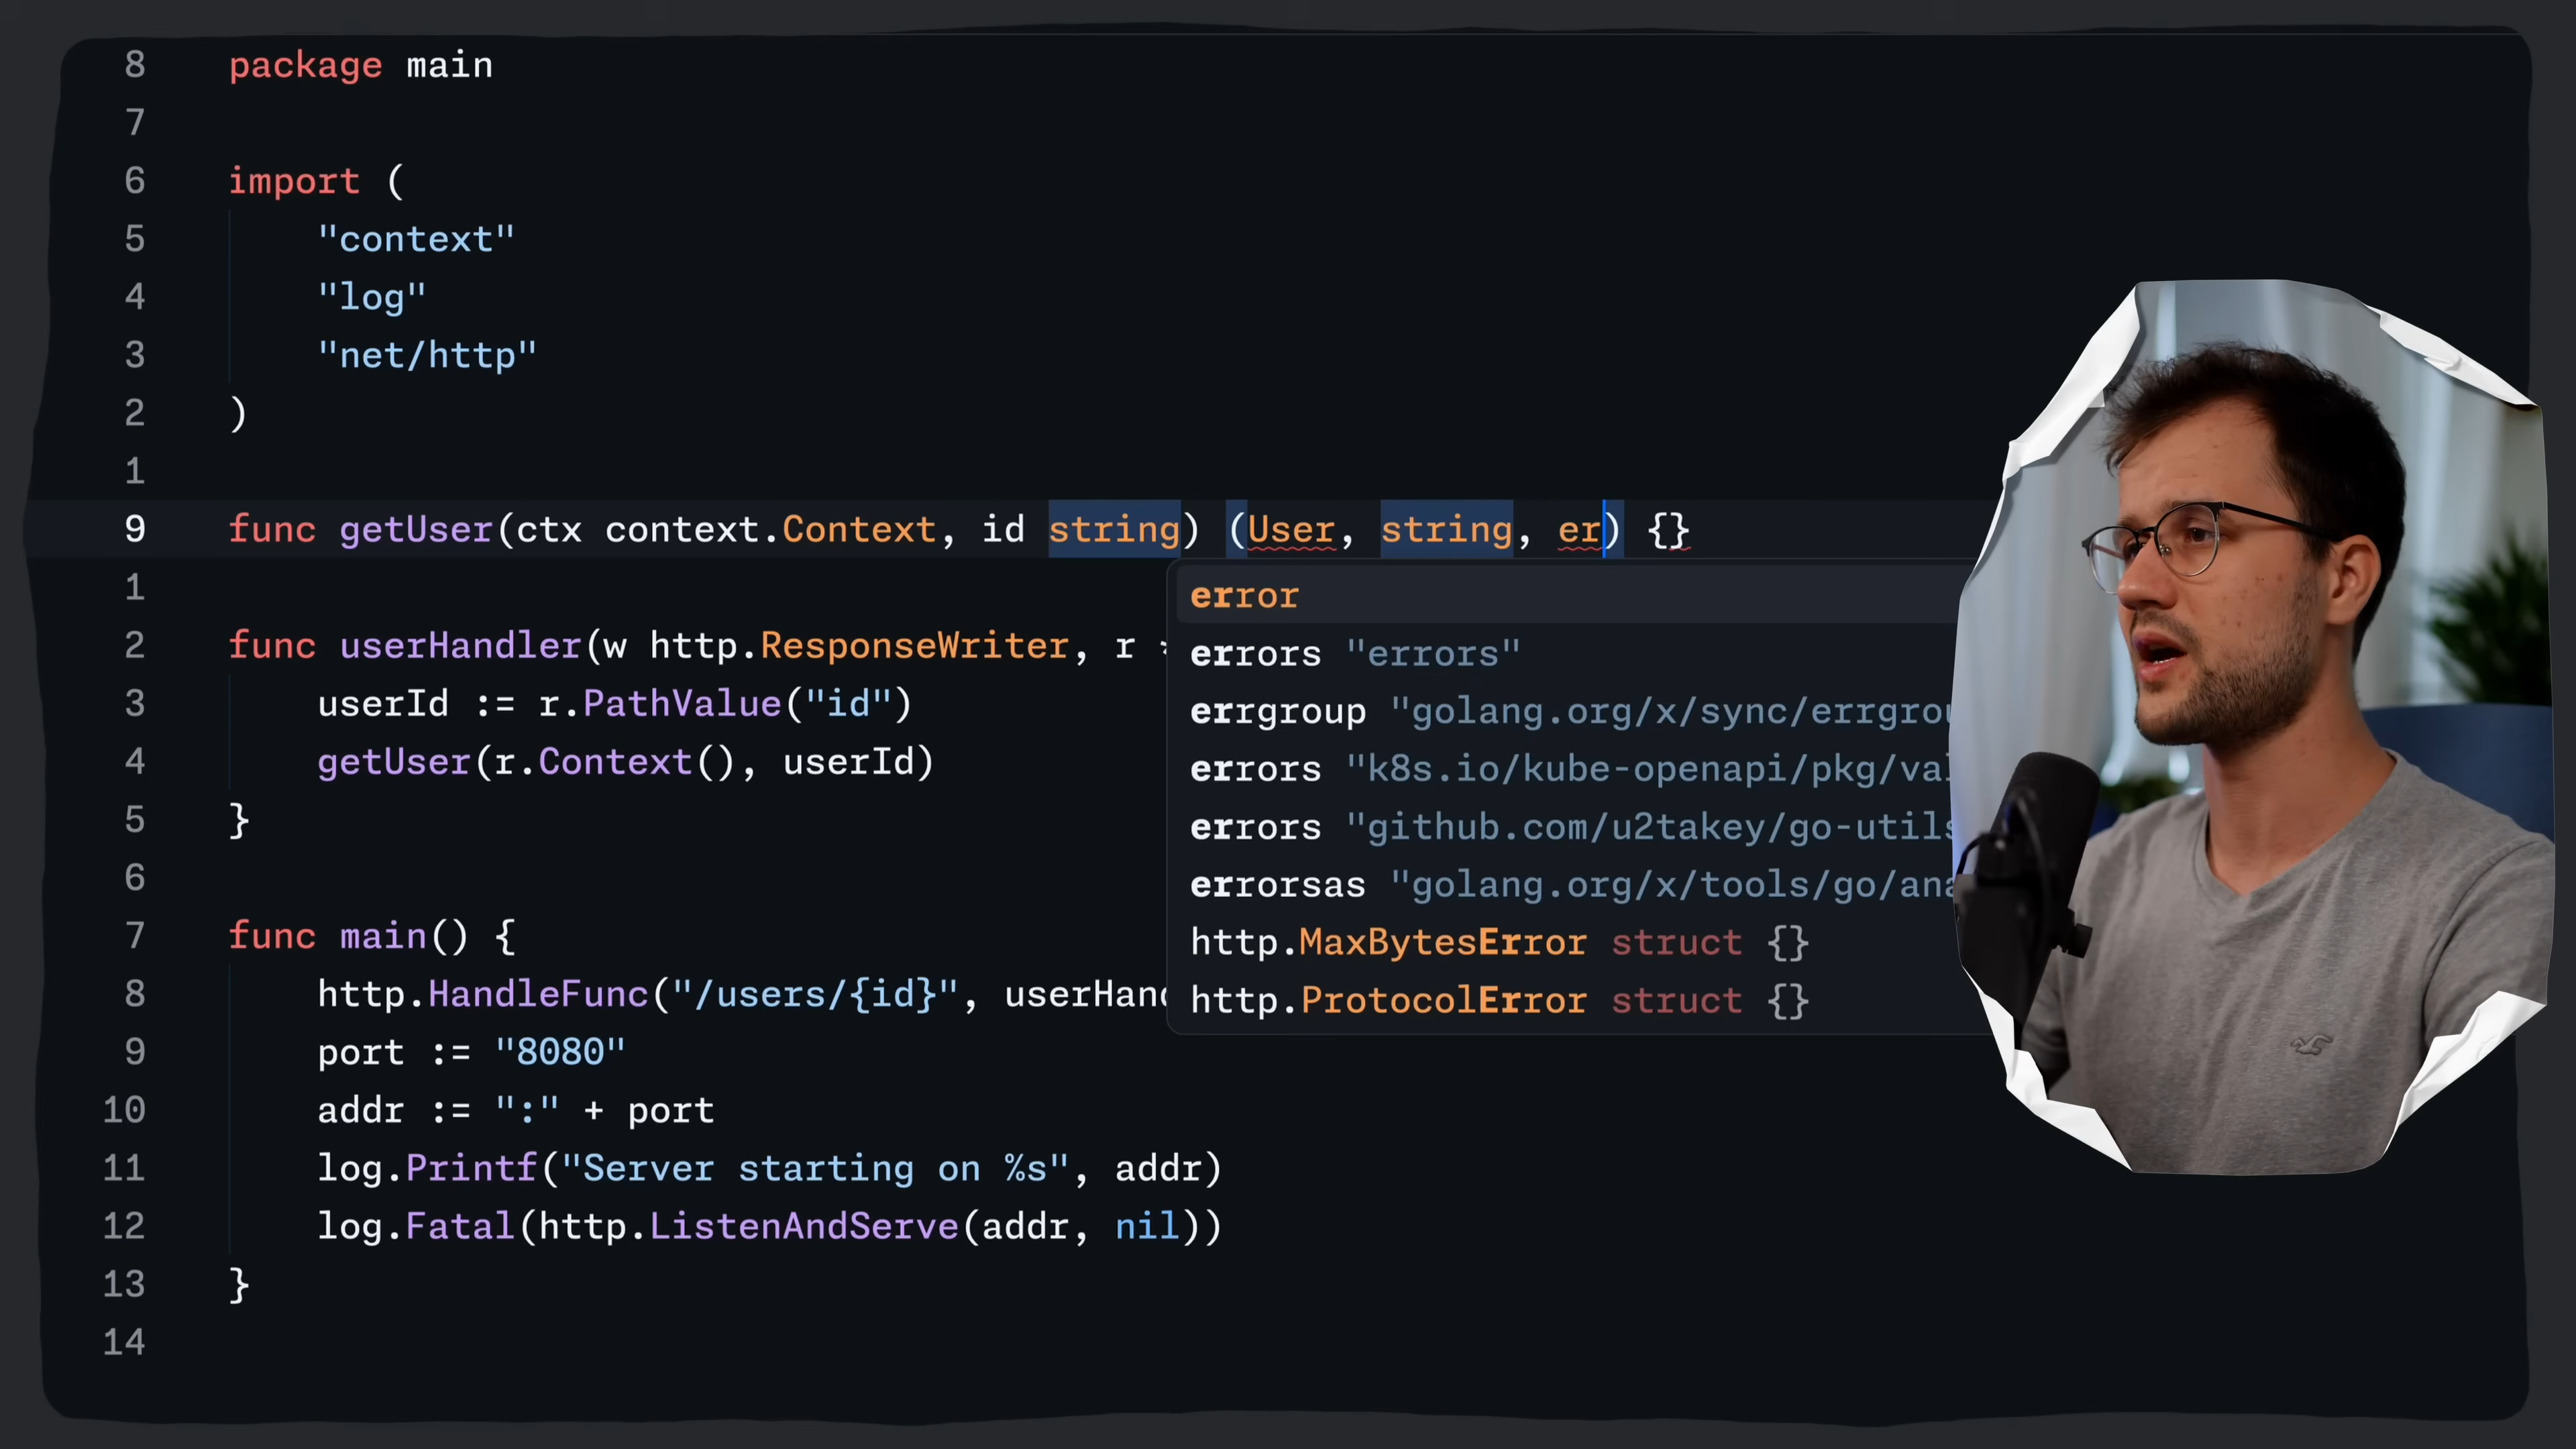 8 package main
7
6 import (
5 "context"
4 "log"
3 "net/http"
2 )
1
9 func getUser(ctx context.Context, id string) (User, string, er) {}
1
2 func userHandler(w http.ResponseWriter, r
3 userId := r.PathValue("id")
4 getUser(r.Context(), userId)
5 }
6
7 func main() {
8 http.HandleFunc("/users/{id}",
9 port := "8080"
10 addr := ":" + port
11 log.Printf("Server starting on %s", addr)
12 log.Fatal(http.ListenAndServe(addr, nil))
13 }
14
error
errors "errors"
errgroup "golang.org/x/sync/errgrou
errors "k8s.io/kube-openapi/pkg/va
errors "github.com/u2takey/go-utils
errorsas "golang.org/x/tools/go/ana
http.MaxBytesError struct {}
http.ProtocolError struct {}